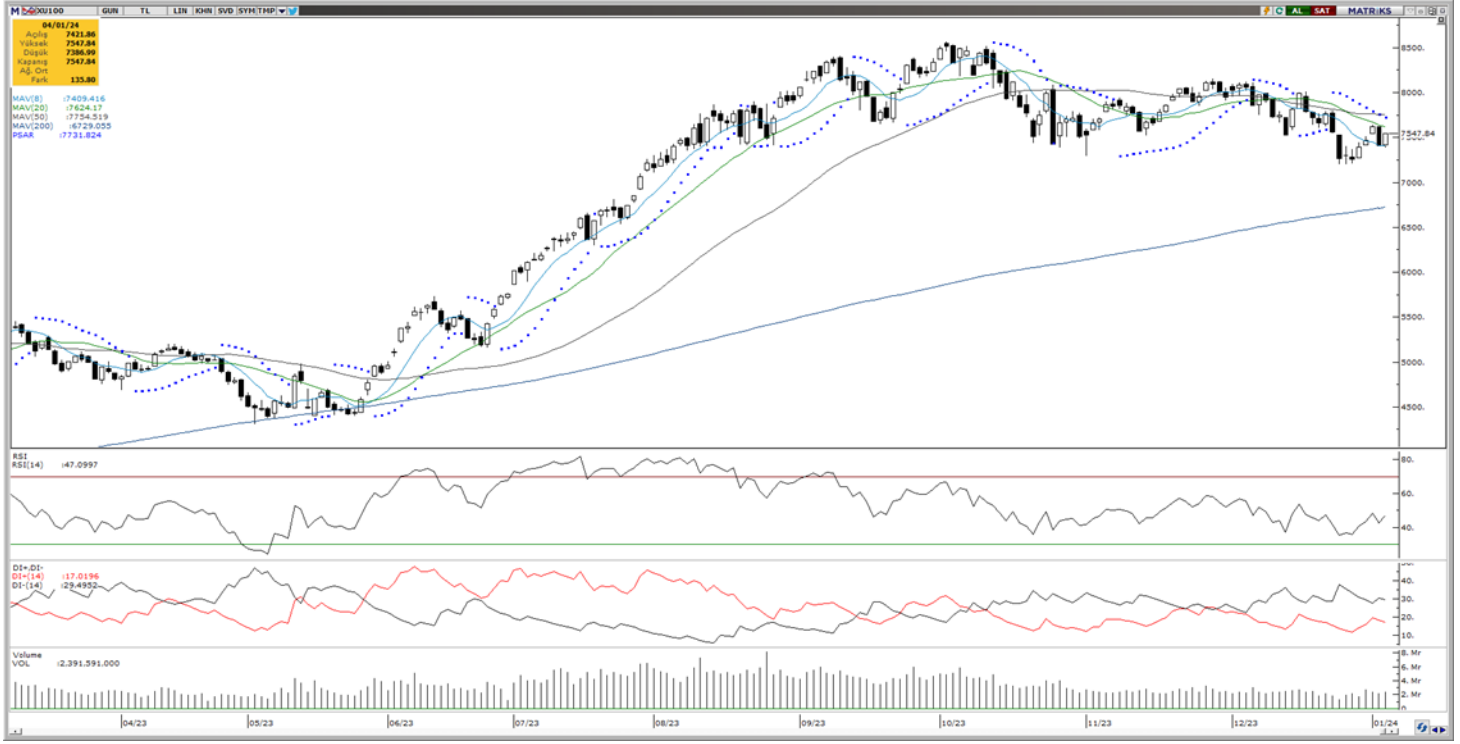 M XU100 GUN TL LIN KHN SVD SYM TMP C AL SAT MATRIKS
04/01/24
Açılış 7421.86
Yüksek 7547.84
Düşük 7386.99
Kapanış 7547.84
Ağ. Ort
Fark 135.80
MAV(8) :7409.416
MAV(20) :7624.17
MAV(50) :7754.519
MAV(200) :6729.055
PSAR :7731.824
8500.
8000.
7547.84
7500.
7000.
6500.
6000.
5500.
5000.
4500.
RSI
RSI(14) :47.0997
80.
60.
40.
DI+,DI-
DI+(14) :17.0196
DI-(14) :29.4952
40.
30.
20.
10.
Volume
VOL :2.391.591.000
8. Mr
6. Mr
4. Mr
2. Mr
0.
04/23 05/23 06/23 07/23 08/23 09/23 10/23 11/23 12/23 01/24